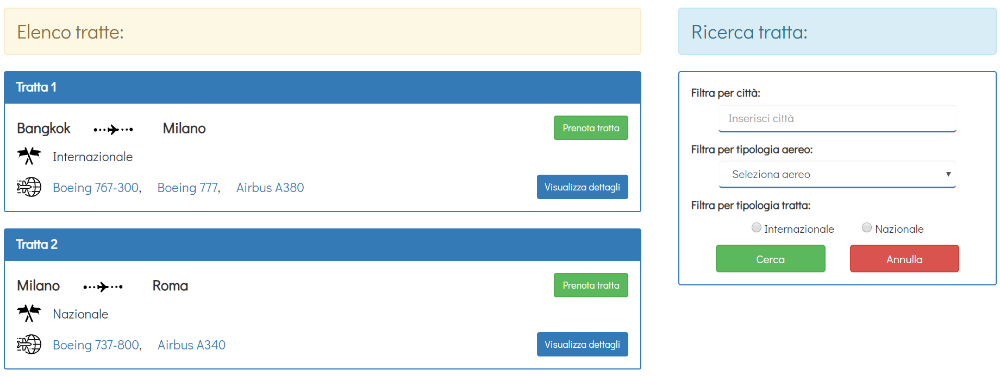 Elenco tratte:
Tratta 1
Bangkok Milano Prenota tratta
Internazionale
Boeing 767-300, Boeing 777, Airbus A380 Visualizza dettagli
Tratta 2
Milano Roma Prenota tratta
Nazionale
Boeing 737-800, Airbus A340 Visualizza dettagli
Ricerca tratta:
Filtra per città:
Inserisci città
Filtra per tipologia aereo:
Seleziona aereo
Filtra per tipologia tratta:
Internazionale Nazionale
Cerca Annulla